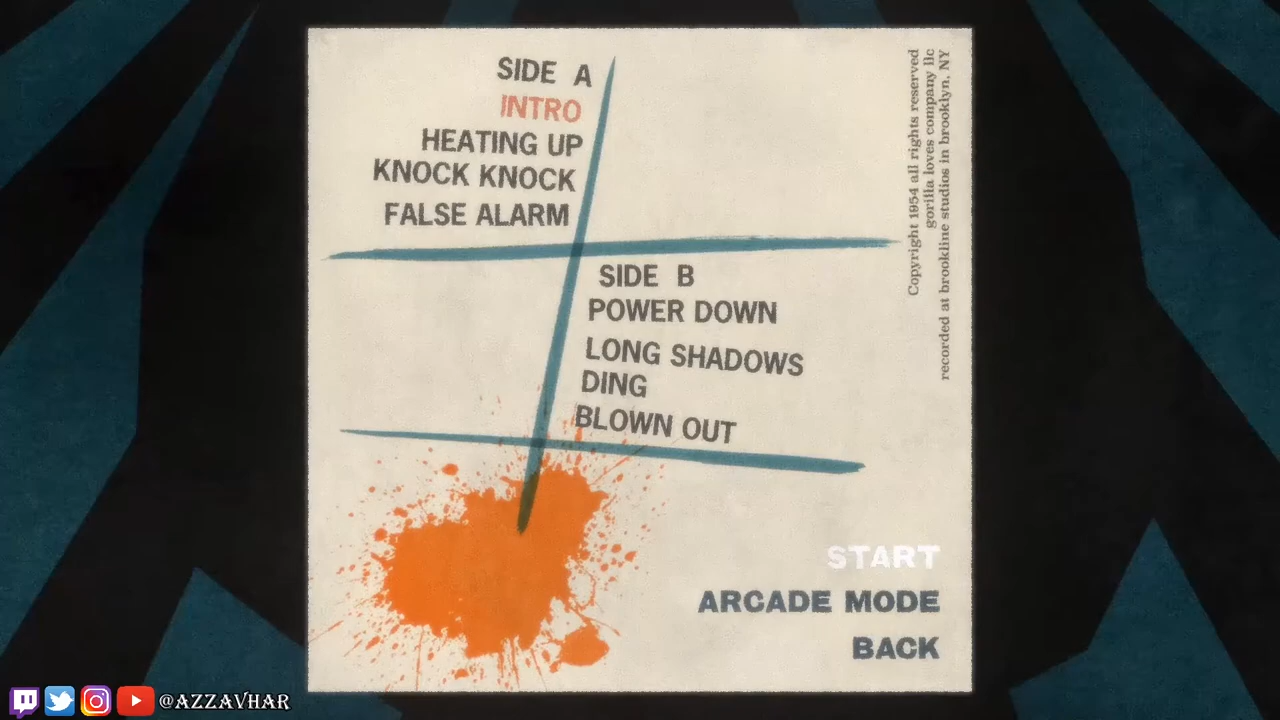 SIDE A
INTRO
HEATING UP
KNOCK KNOCK
FALSE ALARM
SIDE B
POWER DOWN
LONG SHADOWS
DING
BLOWN OUT
Copyright 1954 all rights reserved
gorilla loves company llc
recorded at brookline studios in brooklyn, NY
START
ARCADE MODE
BACK
@AZZAVHAR